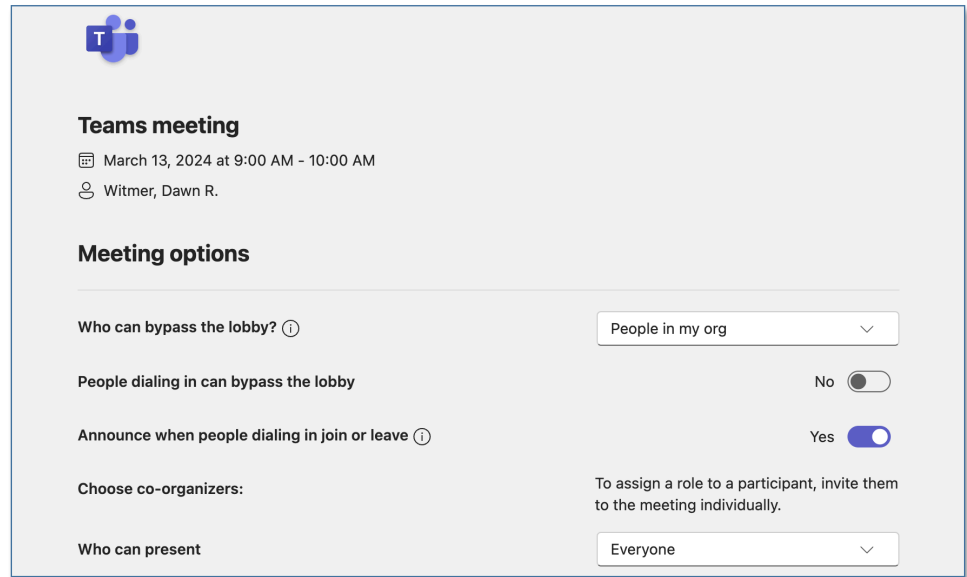 T
Teams meeting
March 13, 2024 at 9:00 AM - 10:00 AM
Witmer, Dawn R.
Meeting options
Who can bypass the lobby?
People in my org
People dialing in can bypass the lobby
No
Announce when people dialing in join or leave
Yes
Choose co-organizers:
To assign a role to a participant, invite them
to the meeting individually.
Who can present
Everyone